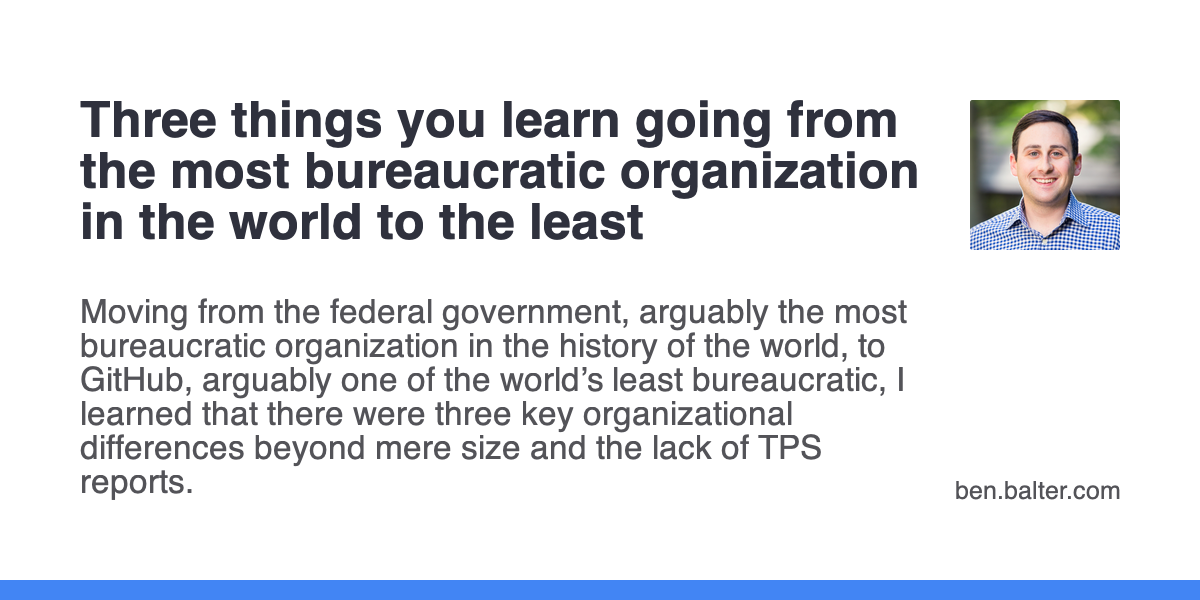 Three things you learn going from
the most bureaucratic organization
in the world to the least
Moving from the federal government, arguably the most
bureaucratic organization in the history of the world, to
GitHub, arguably one of the world’s least bureaucratic, I
learned that there were three key organizational
differences beyond mere size and the lack of TPS
reports.
ben.balter.com